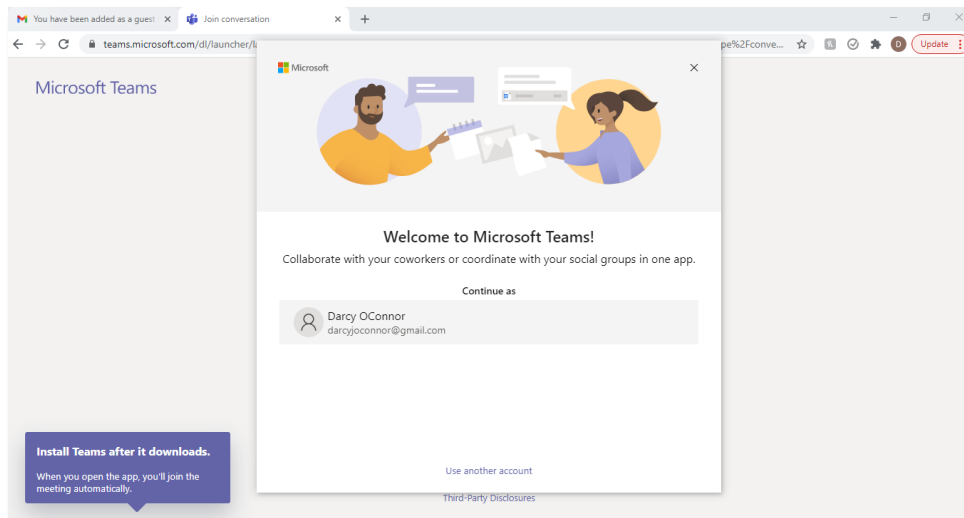 You have been added as a guest
Join conversation
teams.microsoft.com/dl/launcher/l
pe%2Fconve...
D
Update
Microsoft Teams
Microsoft
Welcome to Microsoft Teams!
Collaborate with your coworkers or coordinate with your social groups in one app.
Continue as
Darcy OConnor
darcyjoconnor@gmail.com
Install Teams after it downloads.
When you open the app, you'll join the
meeting automatically.
Use another account
Third-Party Disclosures